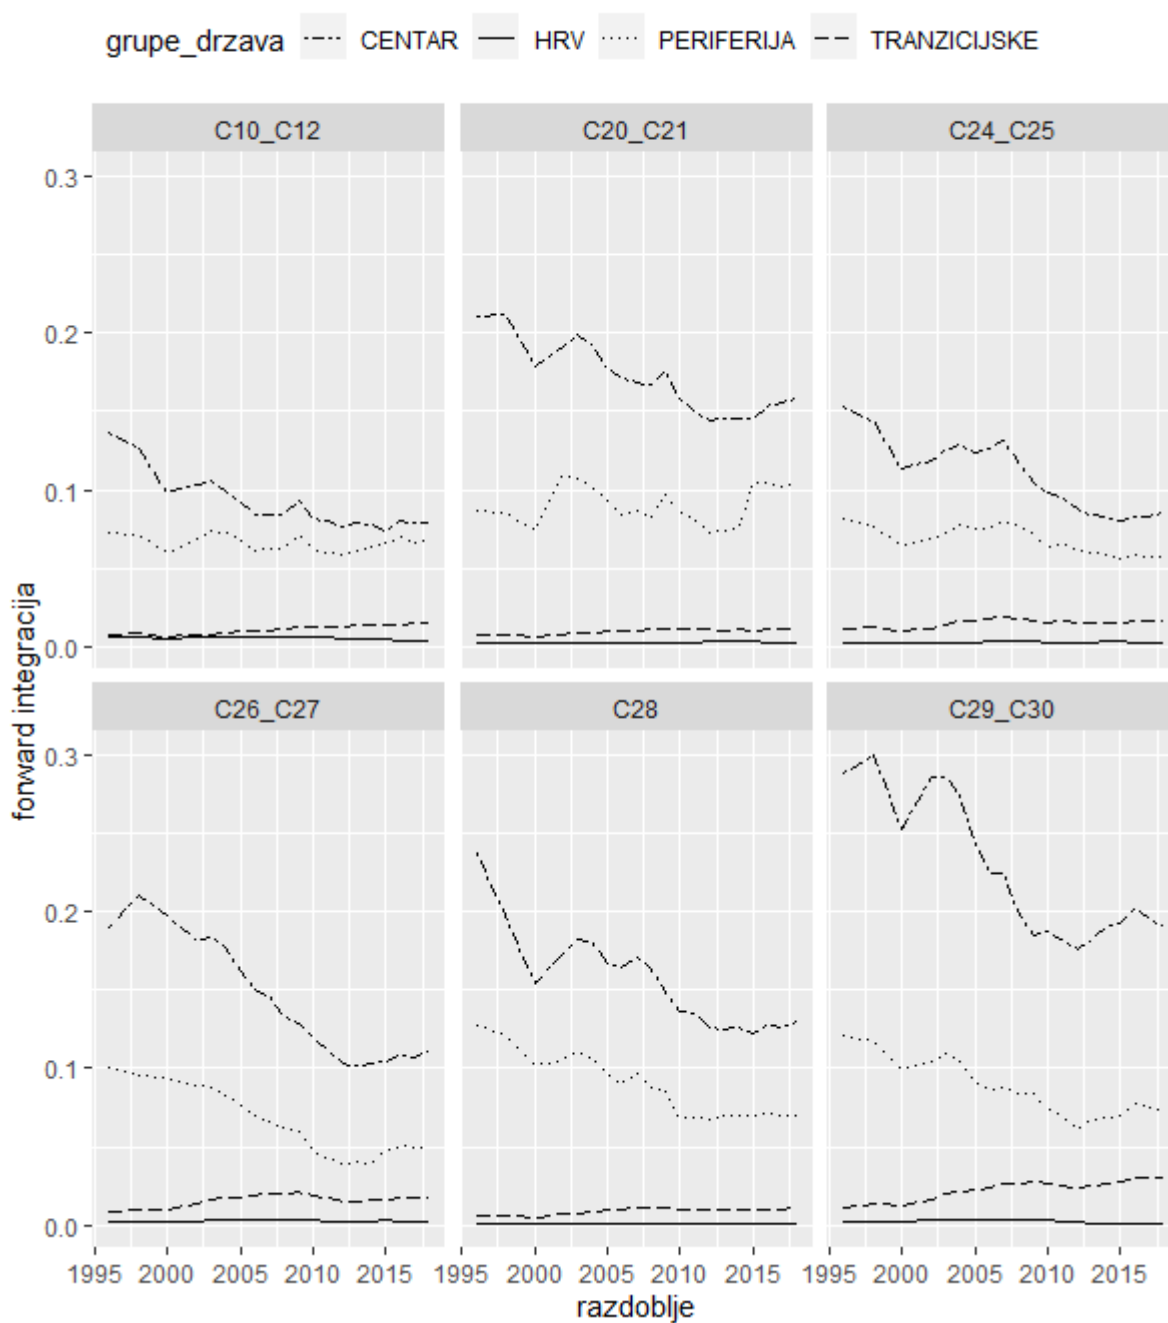 grupe_drzava CENTAR HRV PERIFERIJA TRANZICIJSKE
C10_C12 C20_C21 C24_C25
0.3
0.2
0.1
0.0
forward integracija
C26_C27 C28 C29_C30
0.3
0.2
0.1
0.0
1995 2000 2005 2010 2015 1995 2000 2005 2010 2015 1995 2000 2005 2010 2015
razdoblje